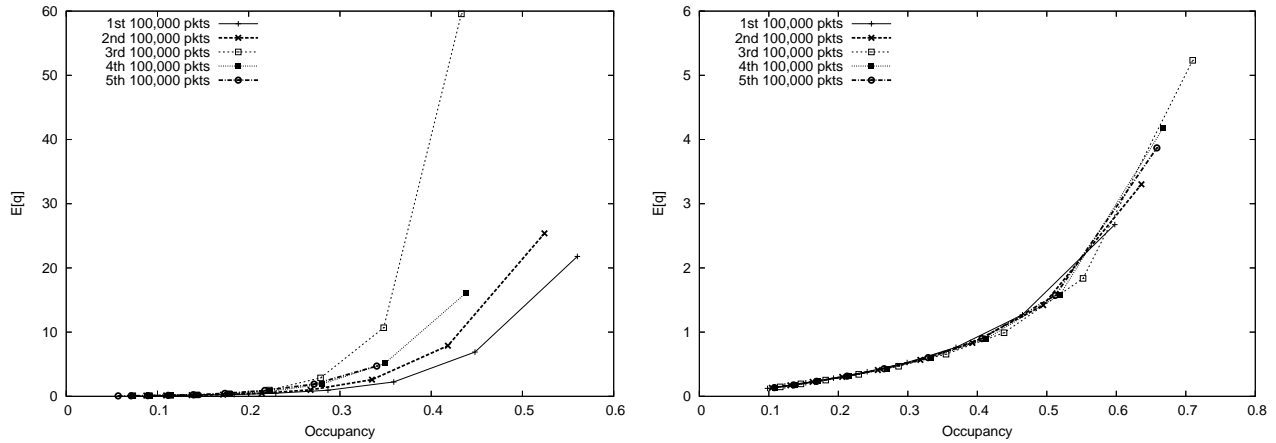 60
50
40
30
20
10
0
E[q]
0 0.1 0.2 0.3 0.4 0.5 0.6
Occupancy
1st 100,000 pkts
2nd 100,000 pkts
3rd 100,000 pkts
4th 100,000 pkts
5th 100,000 pkts
6
5
4
3
2
1
0
E[q]
0 0.1 0.2 0.3 0.4 0.5 0.6 0.7 0.8
Occupancy
1st 100,000 pkts
2nd 100,000 pkts
3rd 100,000 pkts
4th 100,000 pkts
5th 100,000 pkts